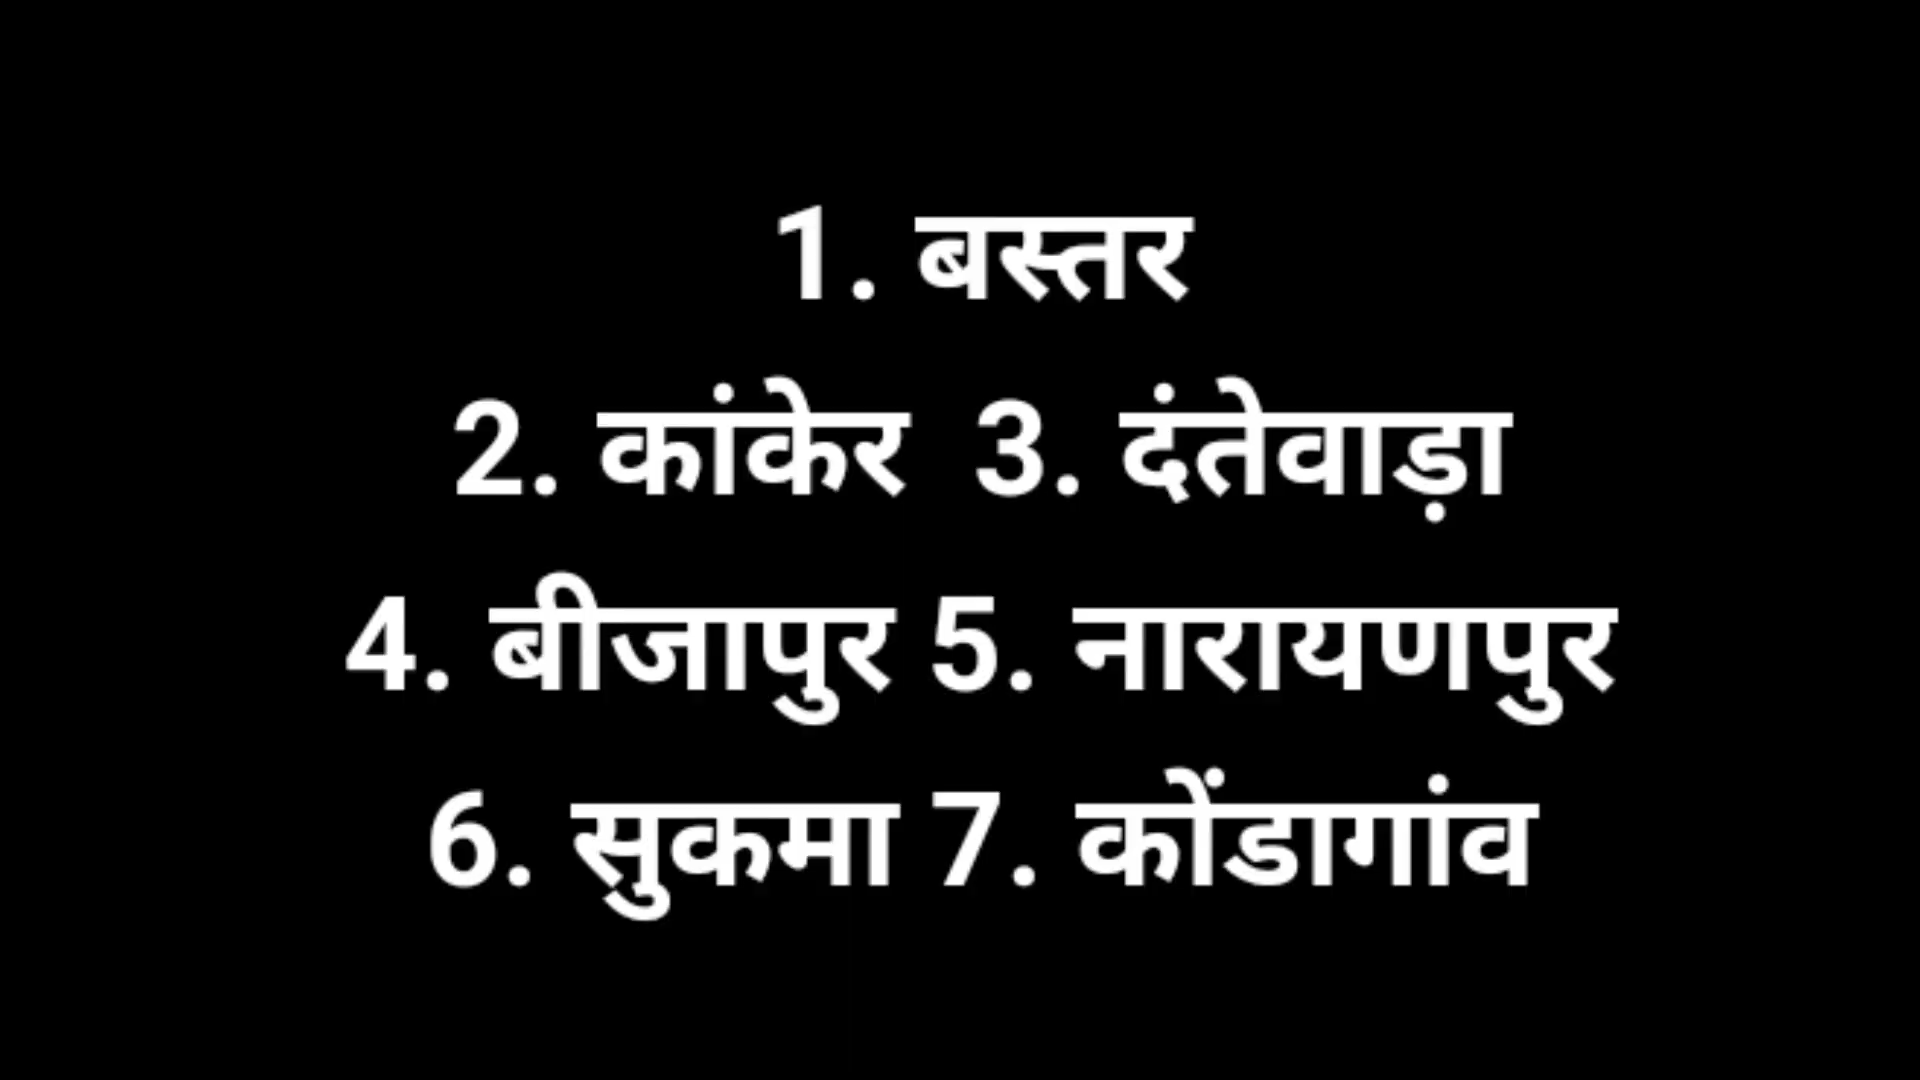 1. बस्तर
2. कांकेर 3. दंतेवाड़ा
4. बीजापुर 5. नारायणपुर
6. सुकमा 7. कोंडागांव